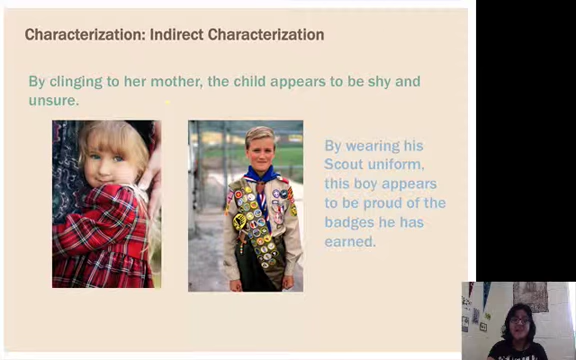 Characterization: Indirect Characterization
By clinging to her mother, the child appears to be shy and
unsure.
By wearing his
Scout uniform,
this boy appears
to be proud of the
badges he has
earned.